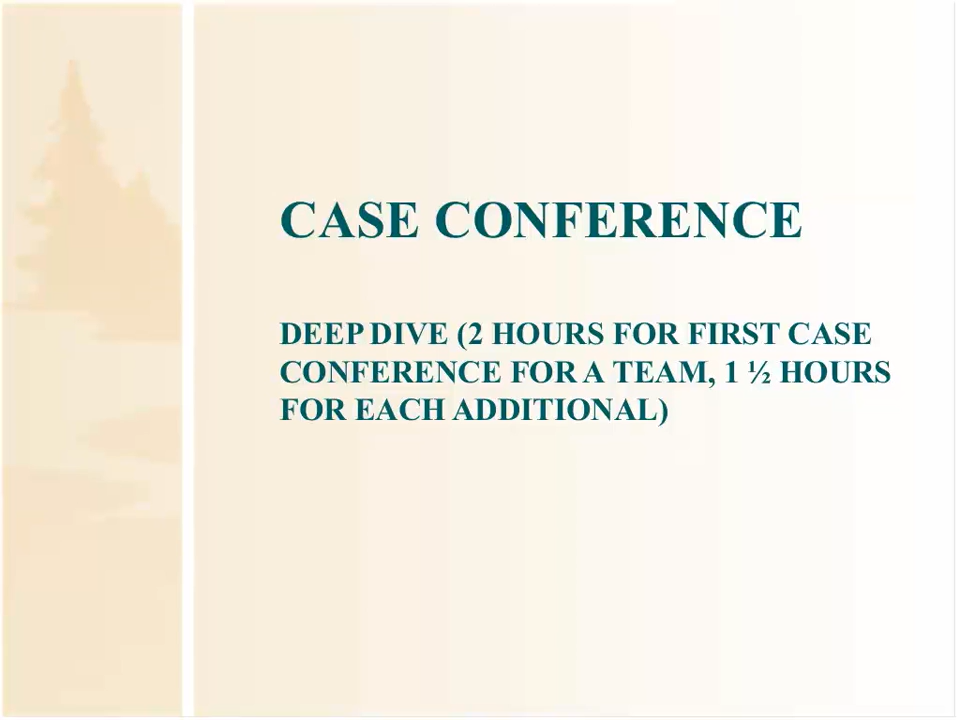 CASE CONFERENCE
DEEP DIVE (2 HOURS FOR FIRST CASE
CONFERENCE FOR A TEAM, 1 ½ HOURS
FOR EACH ADDITIONAL)